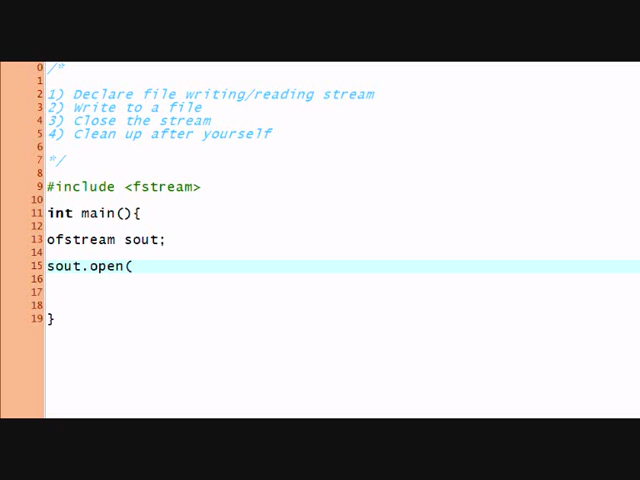 0 /*
1
2 1) Declare file writing/reading stream
3 2) Write to a file
4 3) Close the stream
5 4) Clean up after yourself
6
7 */
8
9 #include <fstream>
10
11 int main(){
12
13 ofstream sout;
14
15 sout.open(
16
17
18
19 }